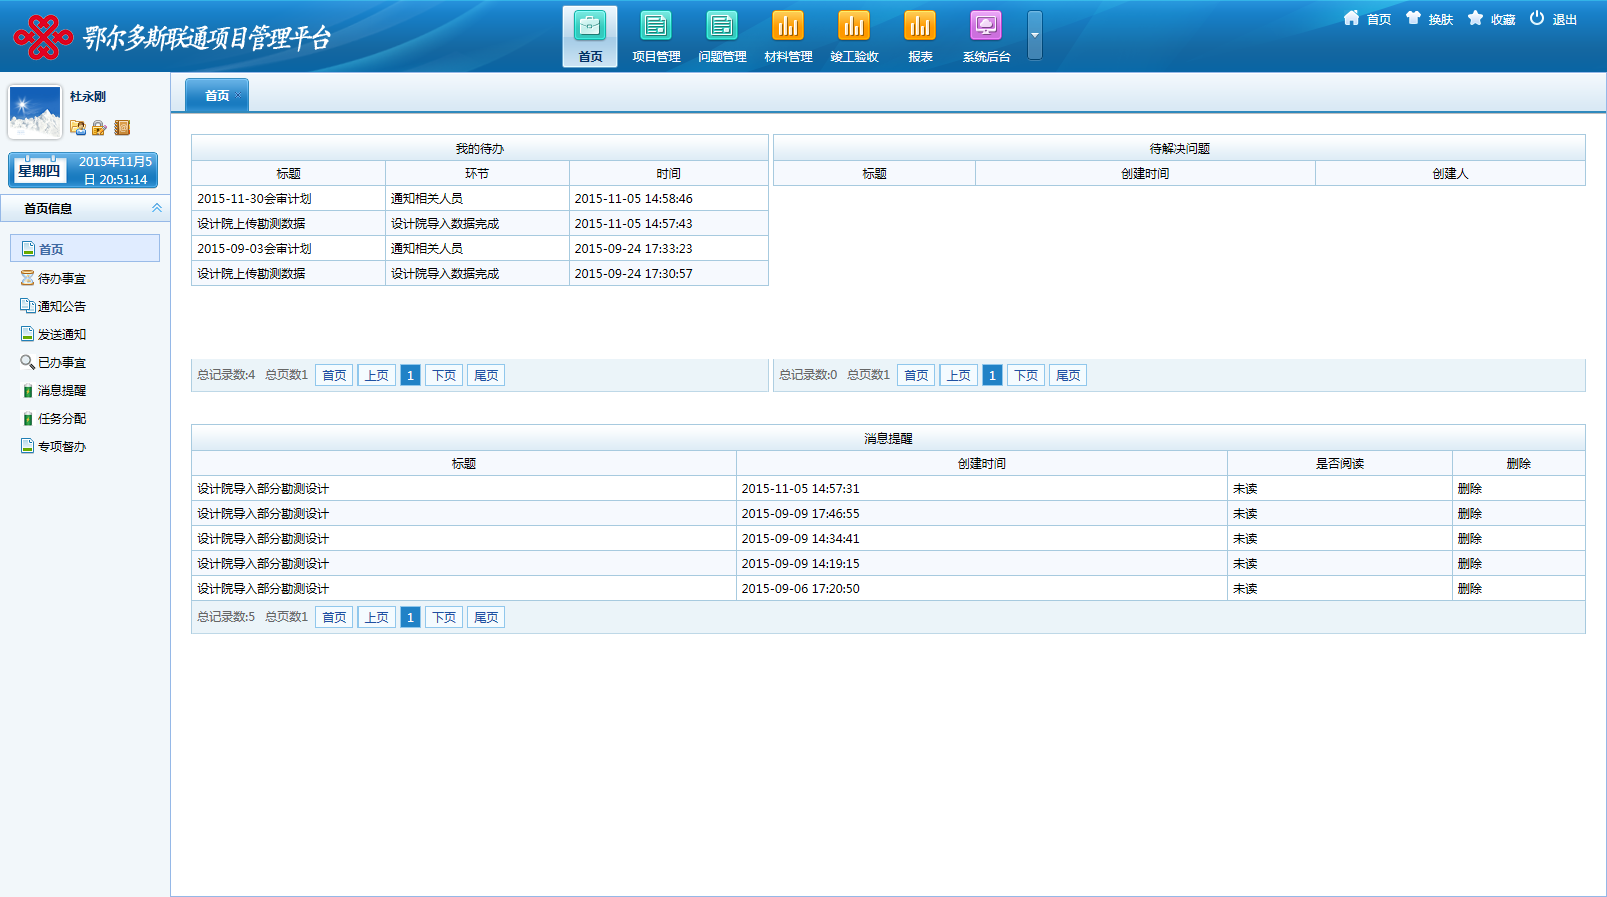 鄂尔多斯联通项目管理平台
首页 项目管理 问题管理 材料管理 竣工验收 报表 系统后台
首页 换肤 收藏 退出
杜永刚
星期四
2015年11月5
日 20:51:14
首页信息
首页
待办事宜
通知公告
发送通知
已办事宜
消息提醒
任务分配
专项督办
首页
我的待办
标题 环节 时间
2015-11-30会审计划 通知相关人员 2015-11-05 14:58:46
设计院上传勘测数据 设计院导入数据完成 2015-11-05 14:57:43
2015-09-03会审计划 通知相关人员 2015-09-24 17:33:23
设计院上传勘测数据 设计院导入数据完成 2015-09-24 17:30:57
总记录数:4 总页数1 首页 上页 1 下页 尾页
待解决问题
标题 创建时间 创建人
总记录数:0 总页数1 首页 上页 1 下页 尾页
消息提醒
标题 创建时间 是否阅读 删除
设计院导入部分勘测设计 2015-11-05 14:57:31 未读 删除
设计院导入部分勘测设计 2015-09-09 17:46:55 未读 删除
设计院导入部分勘测设计 2015-09-09 14:34:41 未读 删除
设计院导入部分勘测设计 2015-09-09 14:19:15 未读 删除
设计院导入部分勘测设计 2015-09-06 17:20:50 未读 删除
总记录数:5 总页数1 首页 上页 1 下页 尾页